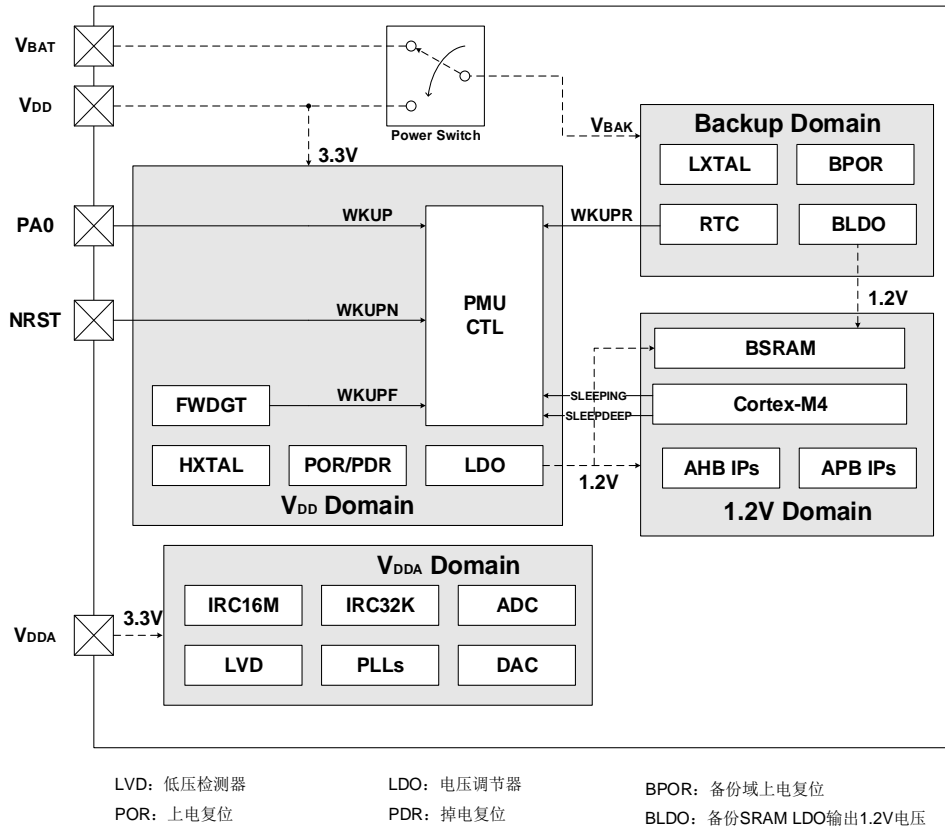 VBAT
VDD
Power Switch
VBAK
3.3V
Backup Domain
LXTAL
BPOR
RTC
BLDO
PA0
WKUP
WKUPR
PMU
CTL
NRST
WKUPN
1.2V
BSRAM
FWDGT
WKUPF
SLEEPING
SLEEPDEEP
Cortex-M4
HXTAL
POR/PDR
LDO
1.2V
AHB IPs
APB IPs
VDD Domain
1.2V Domain
VDDA Domain
IRC16M
IRC32K
ADC
VDDA
3.3V
LVD
PLLs
DAC
LVD：低压检测器
LDO：电压调节器
BPOR：备份域上电复位
POR：上电复位
PDR：掉电复位
BLDO：备份SRAM LDO输出1.2V电压